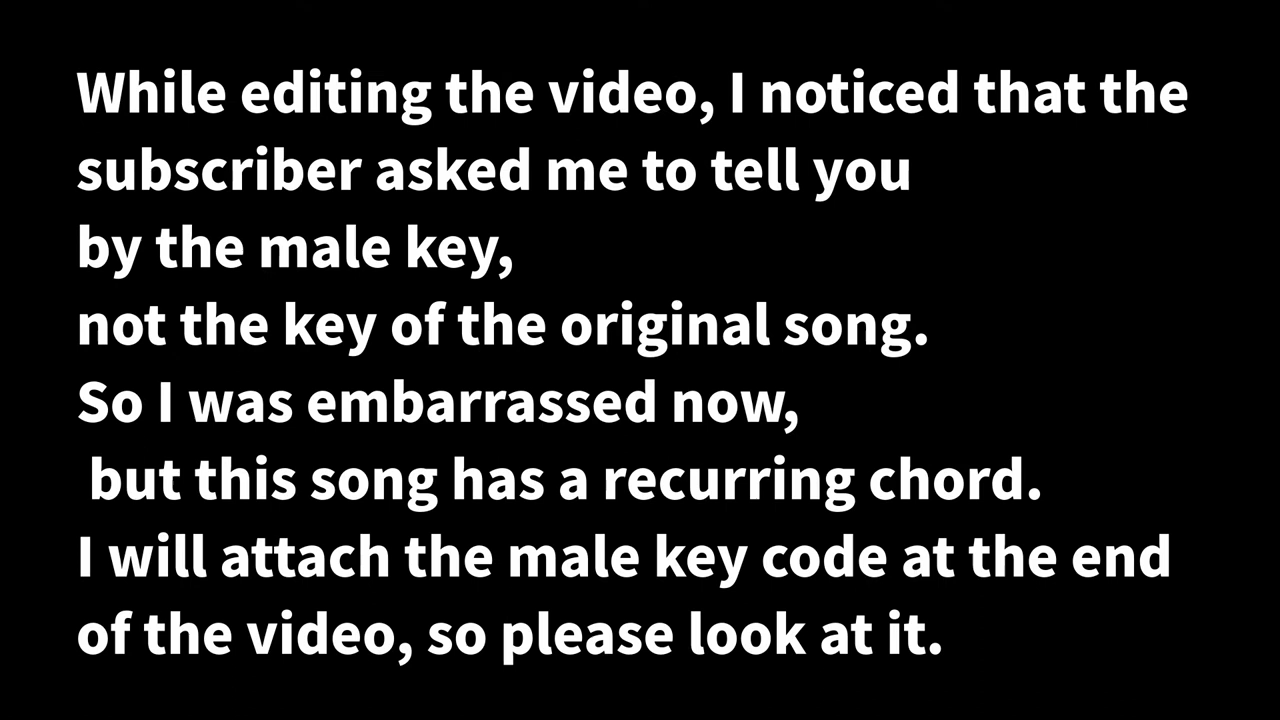 While editing the video, I noticed that the
subscriber asked me to tell you
by the male key,
not the key of the original song.
So I was embarrassed now,
but this song has a recurring chord.
I will attach the male key code at the end
of the video, so please look at it.